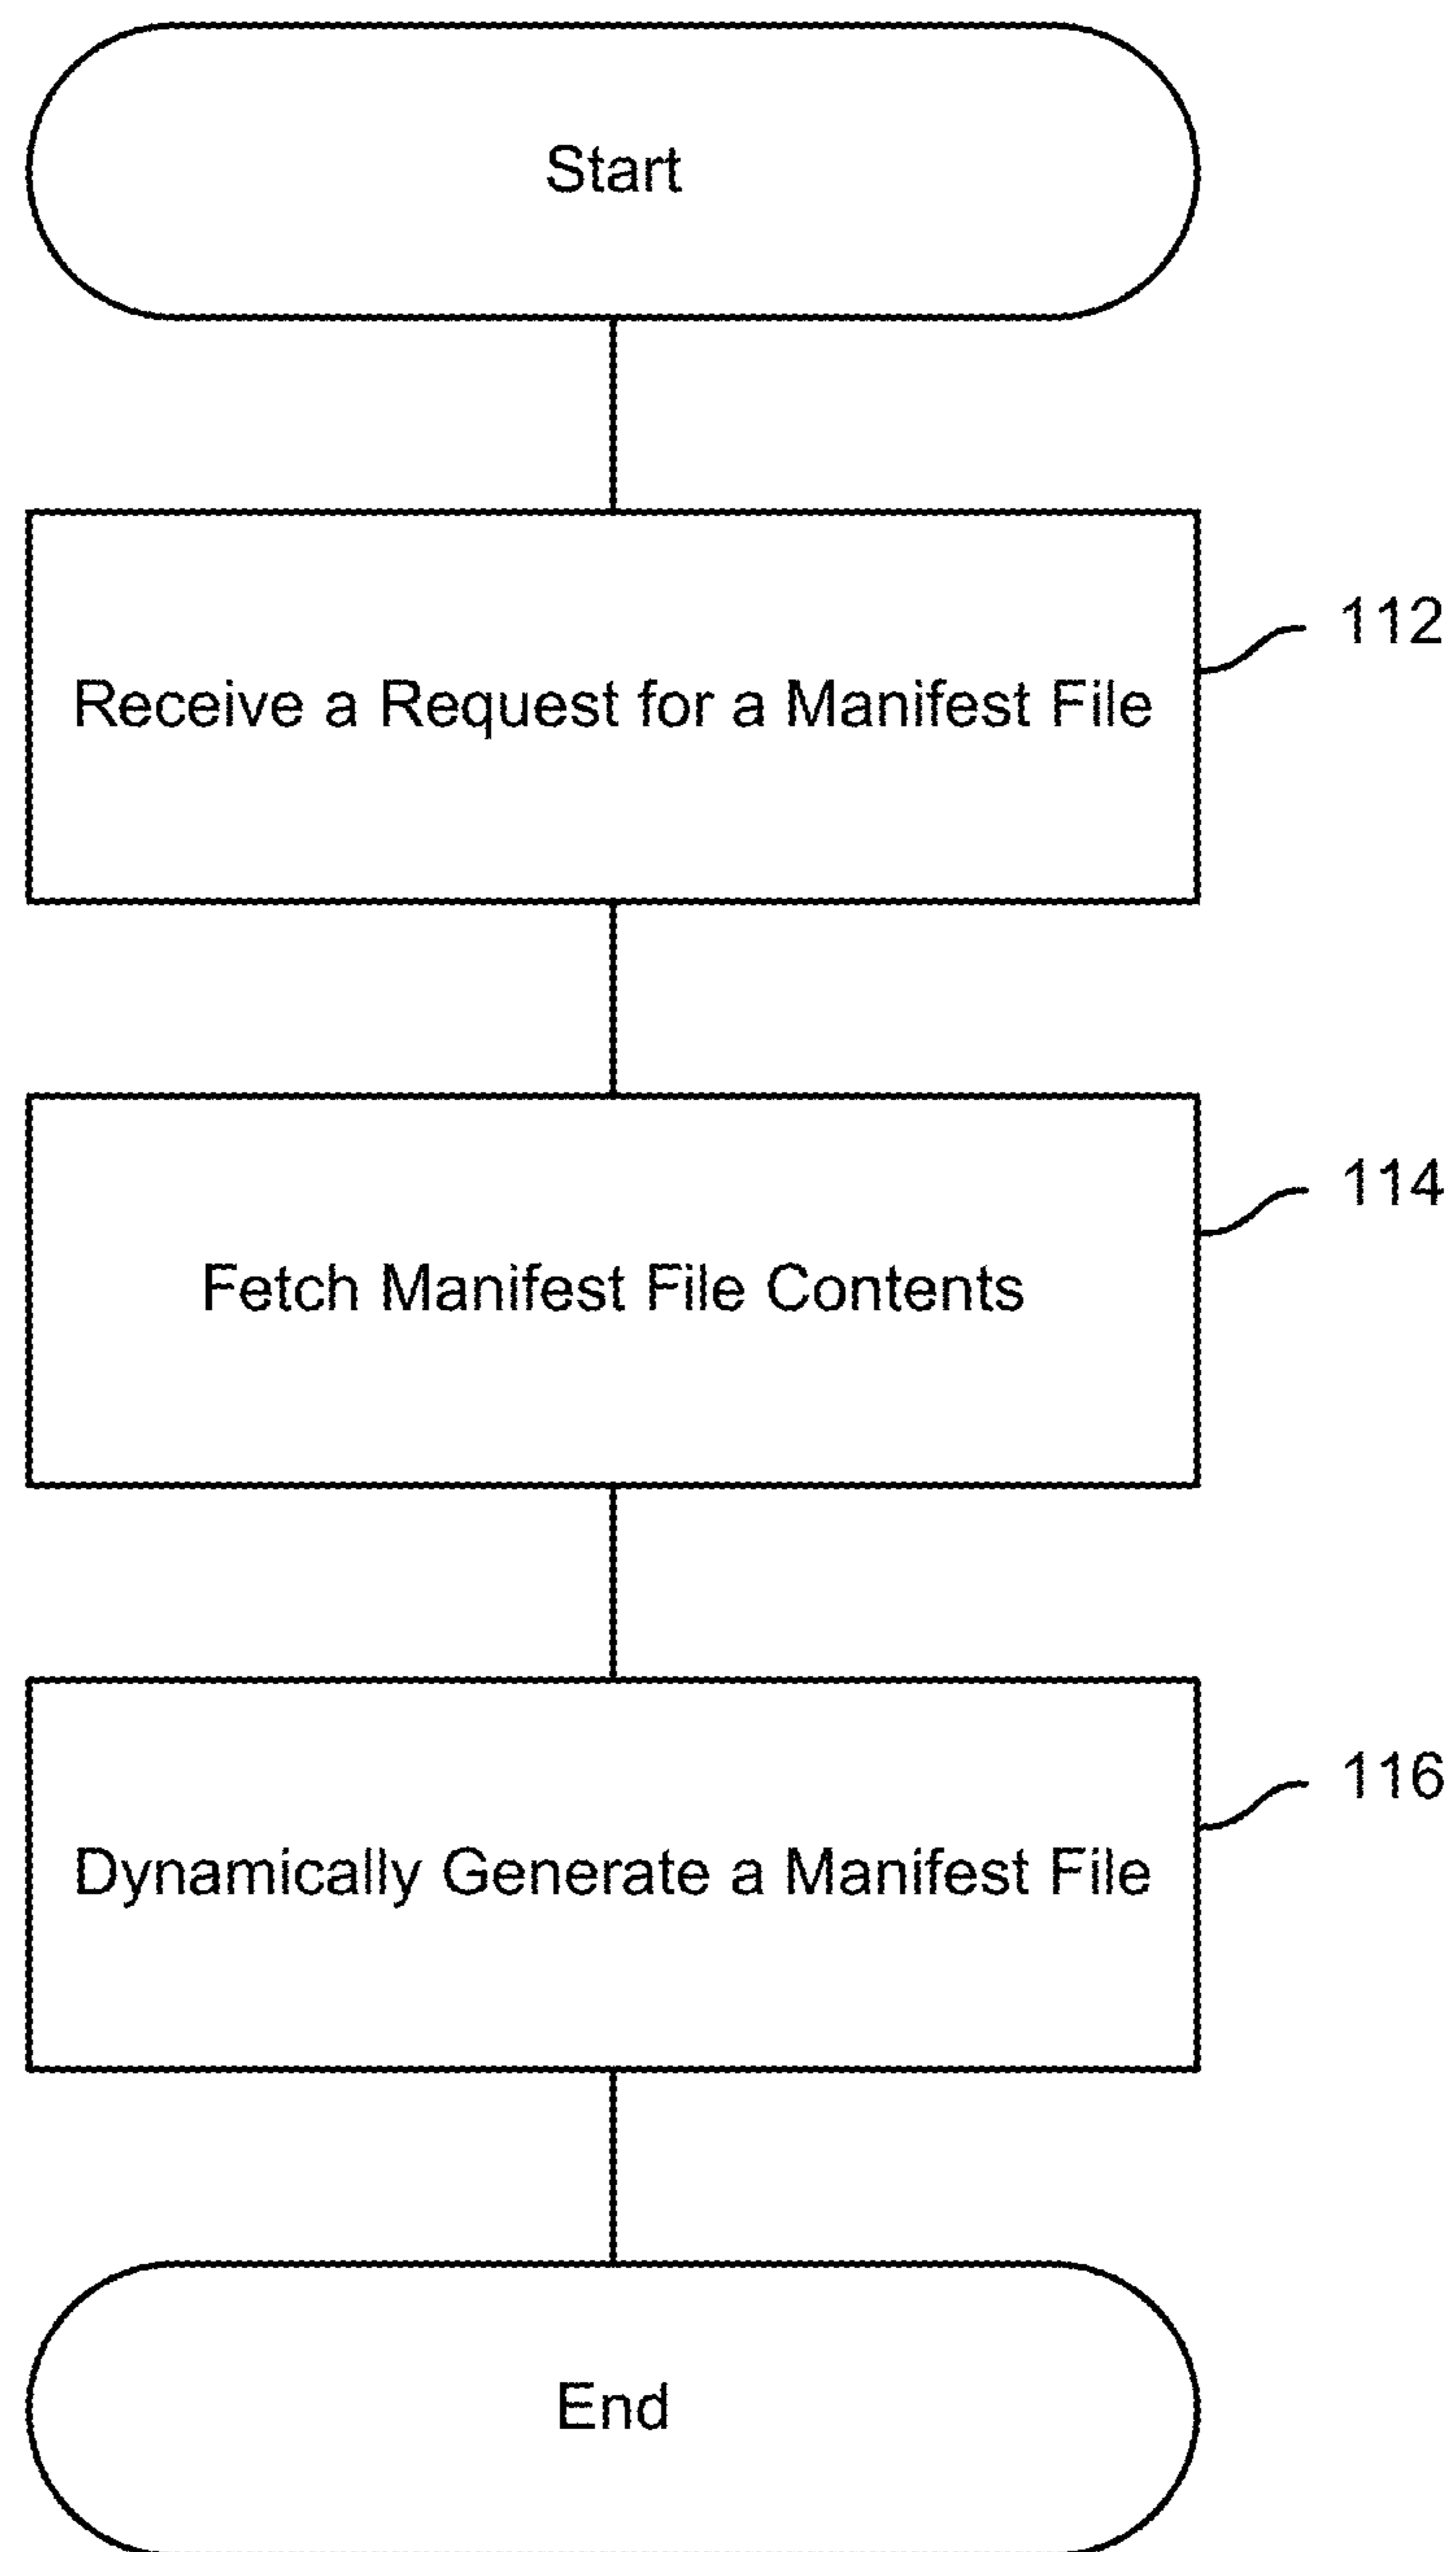 Start
Receive a Request for a Manifest File
112
Fetch Manifest File Contents
114
Dynamically Generate a Manifest File
116
End